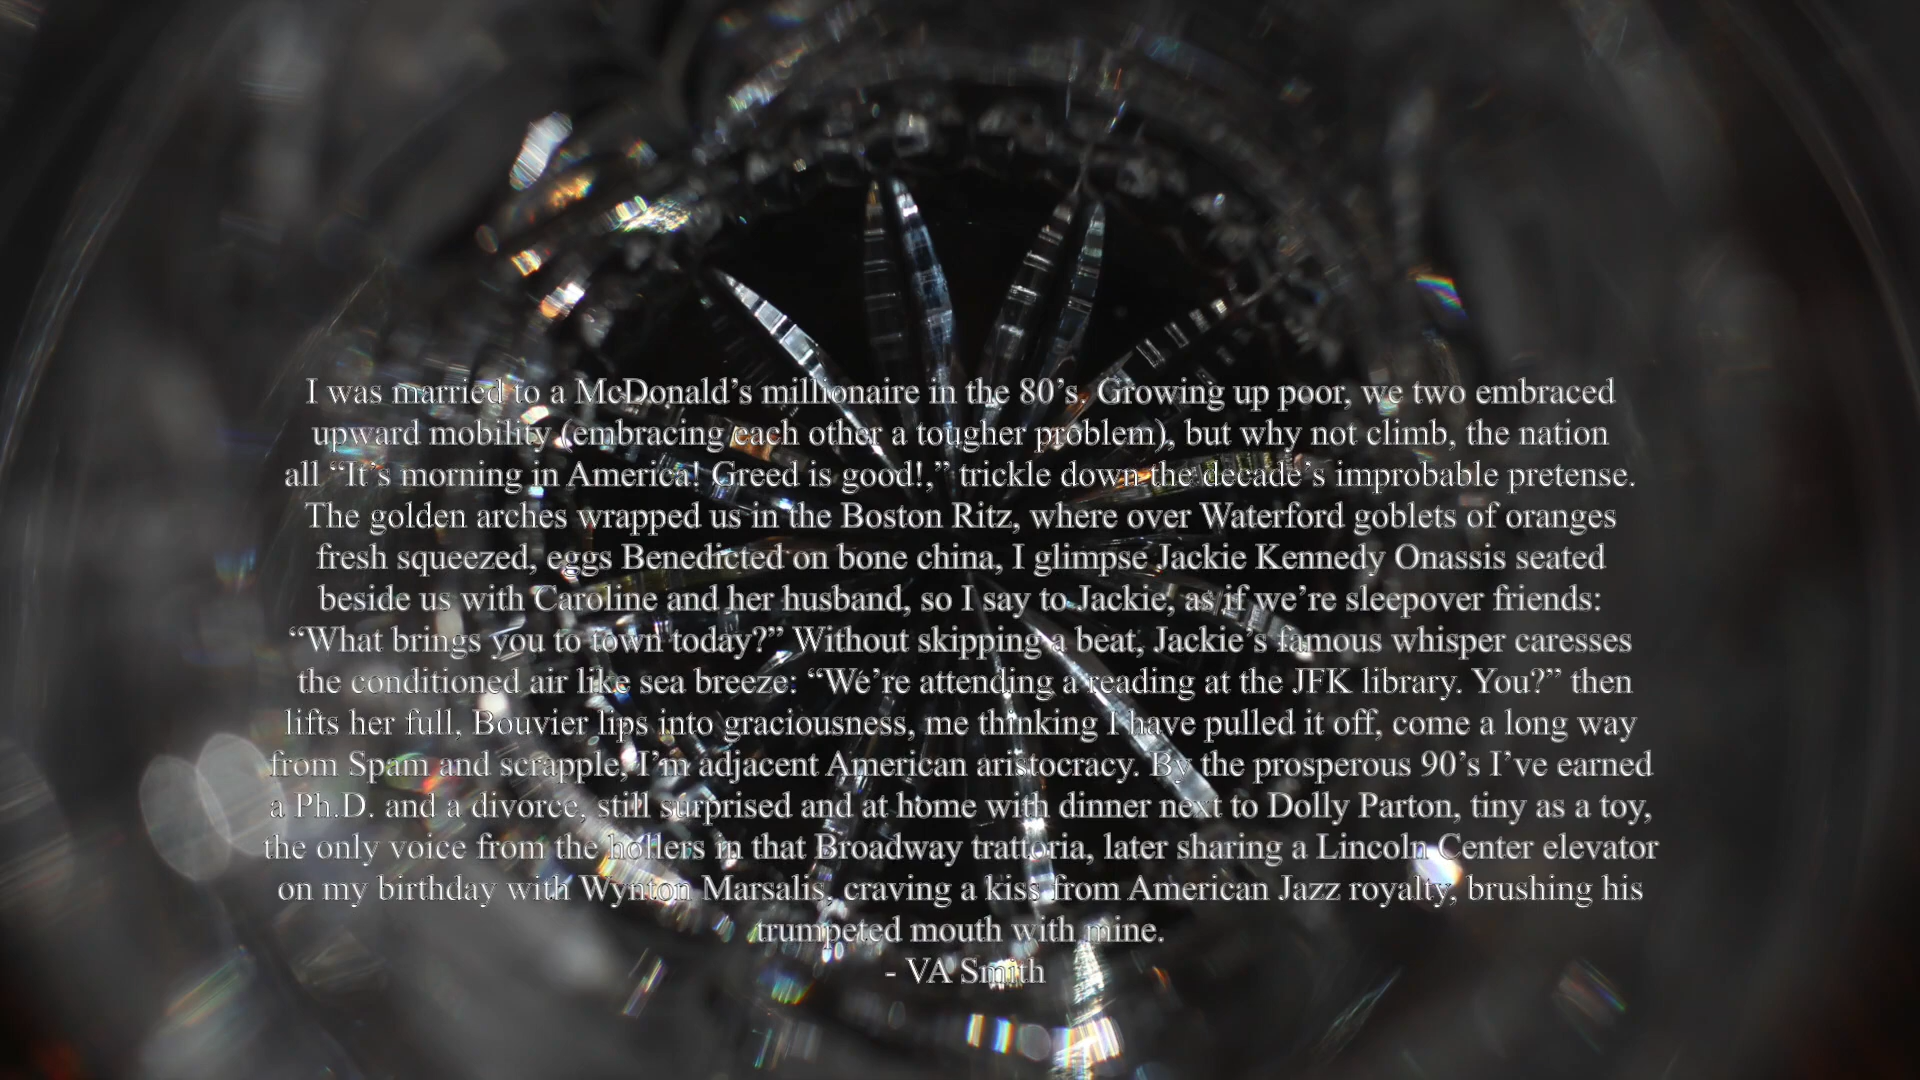 I was married to a McDonald’s millionaire in the 80’s. Growing up poor, we two embraced
upward mobility (embracing each other a tougher problem), but why not climb, the nation
all “It’s morning in America! Greed is good!,” trickle down the decade’s improbable pretense.
The golden arches wrapped us in the Boston Ritz, where over Waterford goblets of oranges
fresh squeezed, eggs Benedicted on bone china, I glimpse Jackie Kennedy Onassis seated
beside us with Caroline and her husband, so I say to Jackie, as if we’re sleepover friends:
“What brings you to town today?” Without skipping a beat, Jackie’s famous whisper caresses
the conditioned air like sea breeze: “We’re attending a reading at the JFK library. You?” then
lifts her full, Bouvier lips into graciousness, me thinking I have pulled it off, come a long way
from Spam and scrapple, I’m adjacent American aristocracy. By the prosperous 90’s I’ve earned
a Ph.D. and a divorce, still surprised and at home with dinner next to Dolly Parton, tiny as a toy,
the only voice from the hollers in that Broadway trattoria, later sharing a Lincoln Center elevator
on my birthday with Wynton Marsalis, craving a kiss from American Jazz royalty, brushing his
trumpeted mouth with mine.
- VA Smith